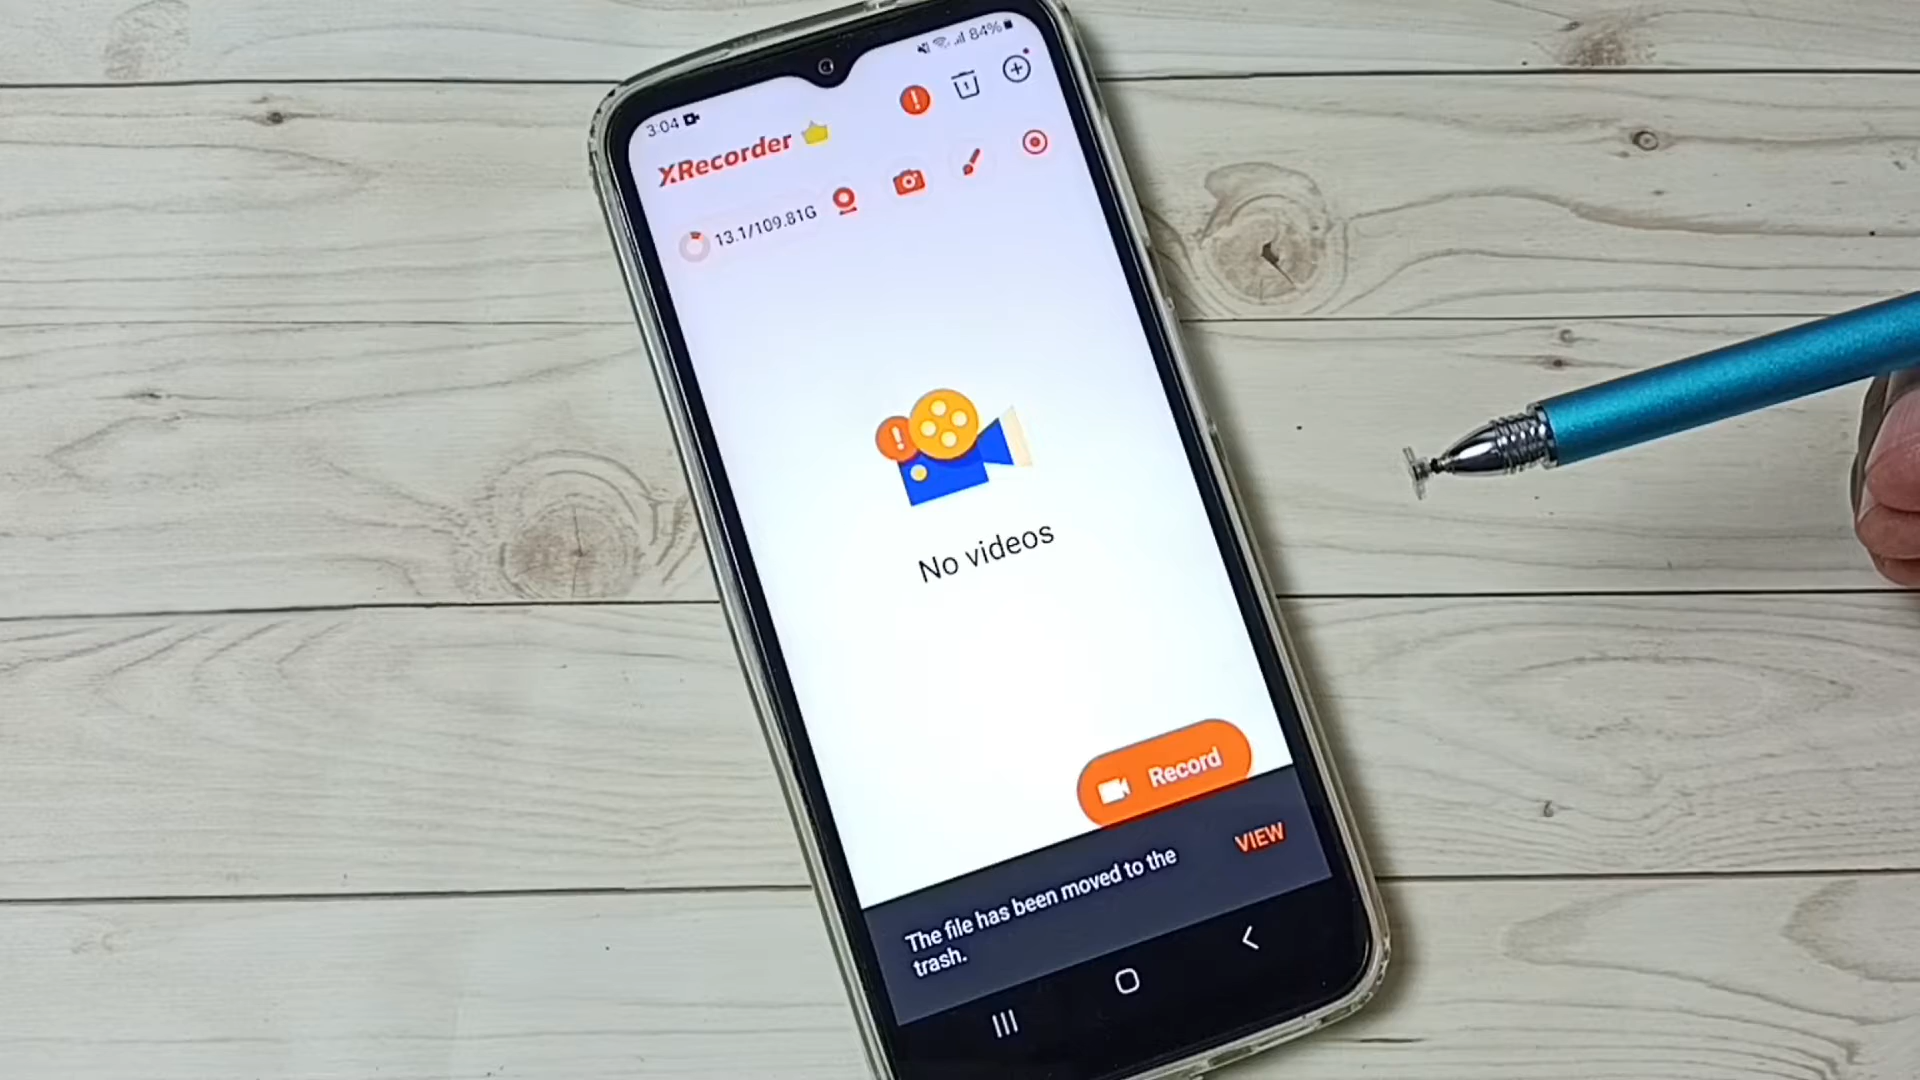 3:04
84%
XRecorder
13.1/109.81G
No videos
Record
The file has been moved to the
trash.
VIEW